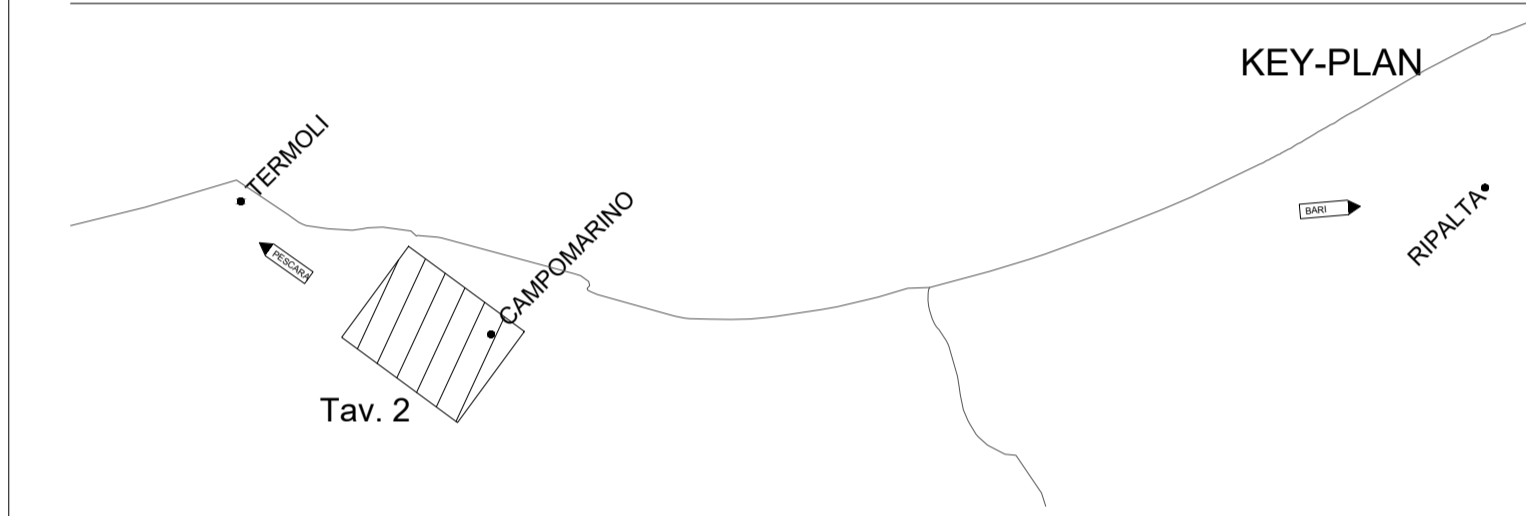 KEY-PLAN
TERMOLI
PESCARA
CAMPOMARINO
BARI
RIPALTA
Tav. 2